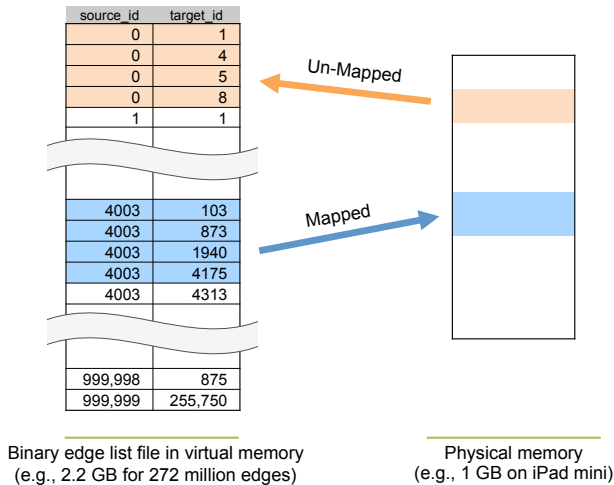 source_id target_id
0 1
0 4
0 5
0 8
1 1
Un-Mapped
4003 103
4003 873
4003 1940
4003 4175
4003 4313
Mapped
999,998 875
999,999 255,750
Binary edge list file in virtual memory
(e.g., 2.2 GB for 272 million edges)
Physical memory
(e.g., 1 GB on iPad mini)